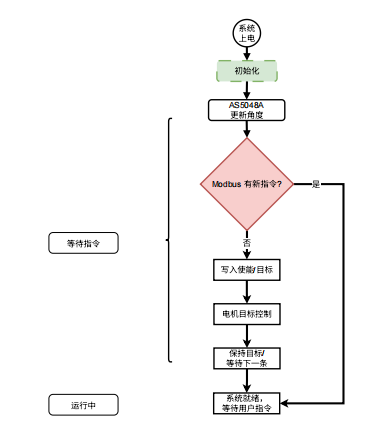 系统
上电
初始化
AS5048A
更新角度
Modbus 有新指令?
是
否
等待指令
写入使能/目标
电机目标控制
保持目标/
等待下一条
运行中
系统就绪,
等待用户指令